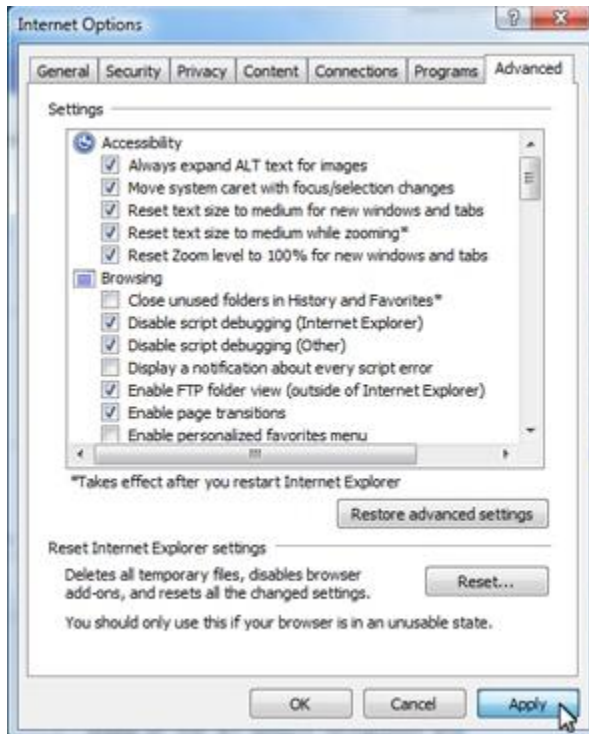 Internet Options
General Security Privacy Content Connections Programs Advanced
Settings
Accessibility
Always expand ALT text for images
Move system caret with focus/selection changes
Reset text size to medium for new windows and tabs
Reset text size to medium while zooming*
Reset Zoom level to 100% for new windows and tabs
Browsing
Close unused folders in History and Favorites*
Disable script debugging (Internet Explorer)
Disable script debugging (Other)
Display a notification about every script error
Enable FTP folder view (outside of Internet Explorer)
Enable page transitions
Enable personalized favorites menu
*Takes effect after you restart Internet Explorer
Restore advanced settings
Reset Internet Explorer settings
Deletes all temporary files, disables browser
add-ons, and resets all the changed settings.
Reset...
You should only use this if your browser is in an unusable state.
OK Cancel Apply